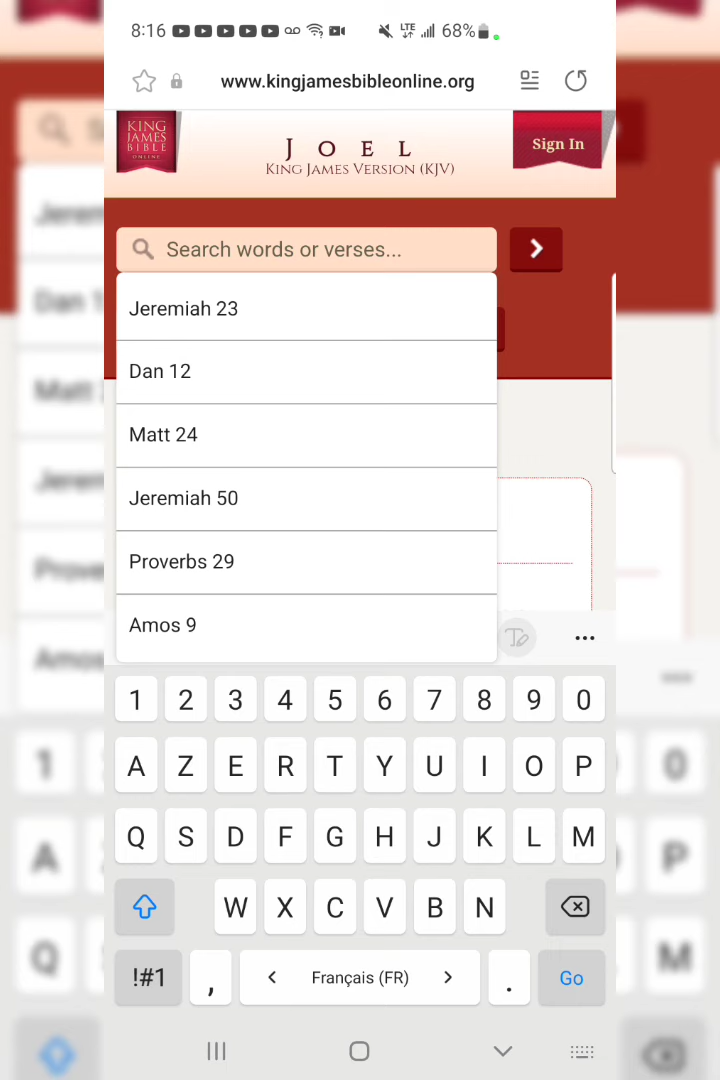 8:16 LTE 68%
www.kingjamesbibleonline.org
KING
JAMES
BIBLE
ONLINE
JOEL
KING JAMES VERSION (KJV)
Sign In
Search words or verses...
Jeremiah 23
Dan 12
Matt 24
Jeremiah 50
Proverbs 29
Amos 9
1 2 3 4 5 6 7 8 9 0
A Z E R T Y U I O P
Q S D F G H J K L M
W X C V B N
!#1 , < Français (FR) > . Go